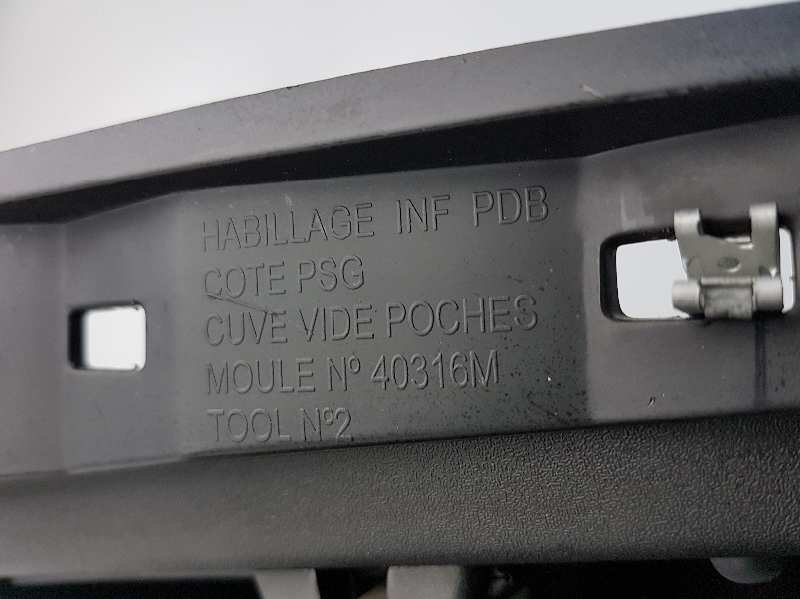 HABILLAGE INF PDB
COTE PSG
CUVE VIDE POCHES
MOULE Nº 40316M
TOOL Nº2